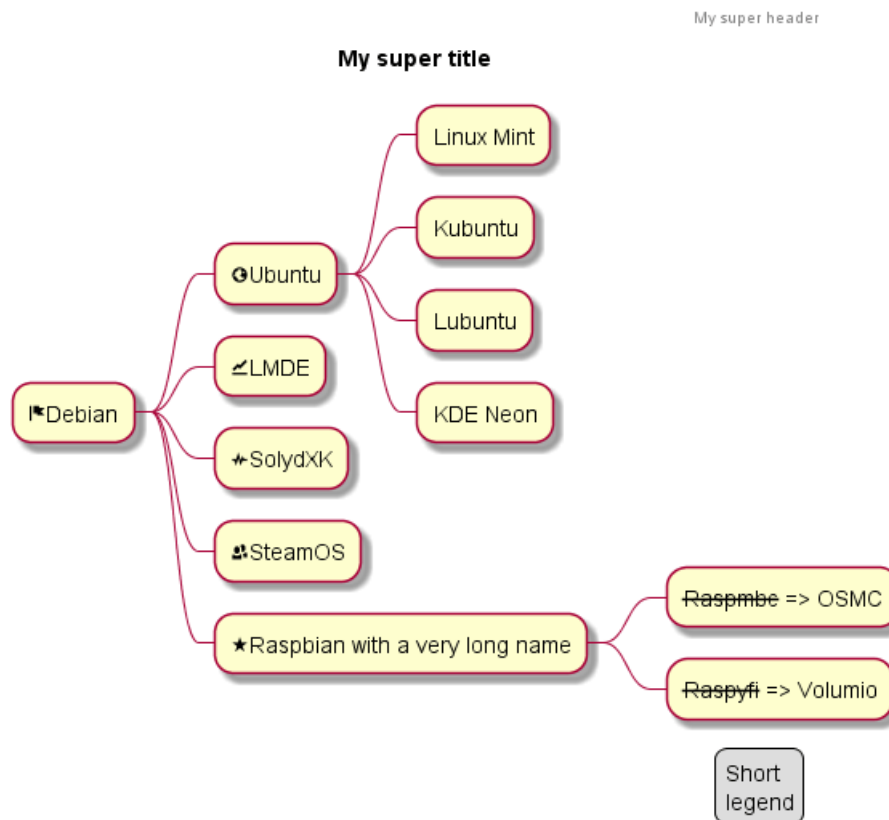 My super header
My super title
Linux Mint
Kubuntu
Ubuntu
Lubuntu
LMDE
KDE Neon
Debian
SolydXK
SteamOS
Raspmbc => OSMC
Raspbian with a very long name
Raspyfi => Volumio
Short
legend